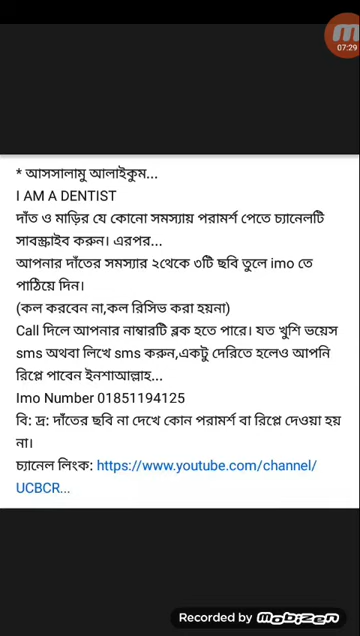 07:29
* আসসালামু আলাইকুম...
I AM A DENTIST
দাঁত ও মাড়ির যে কোনো সমস্যায় পরামর্শ পেতে চ্যানেলটি
সাবস্ক্রাইব করুন। এরপর...
আপনার দাঁতের সমস্যার ২থেকে ৩টি ছবি তুলে imo তে
পাঠিয়ে দিন।
(কল করবেন না,কল রিসিভ করা হয়না)
Call দিলে আপনার নাম্বারটি ব্লক হতে পারে। যত খুশি ভয়েস
sms অথবা লিখে sms করুন,একটু দেরিতে হলেও আপনি
রিপ্লে পাবেন ইনশাআল্লাহ...
Imo Number 01851194125
বি: দ্র: দাঁতের ছবি না দেখে কোন পরামর্শ বা রিপ্লে দেওয়া হয়
না।
চ্যানেল লিংক: https://www.youtube.com/channel/
UCBCR...
Recorded by Mobizen